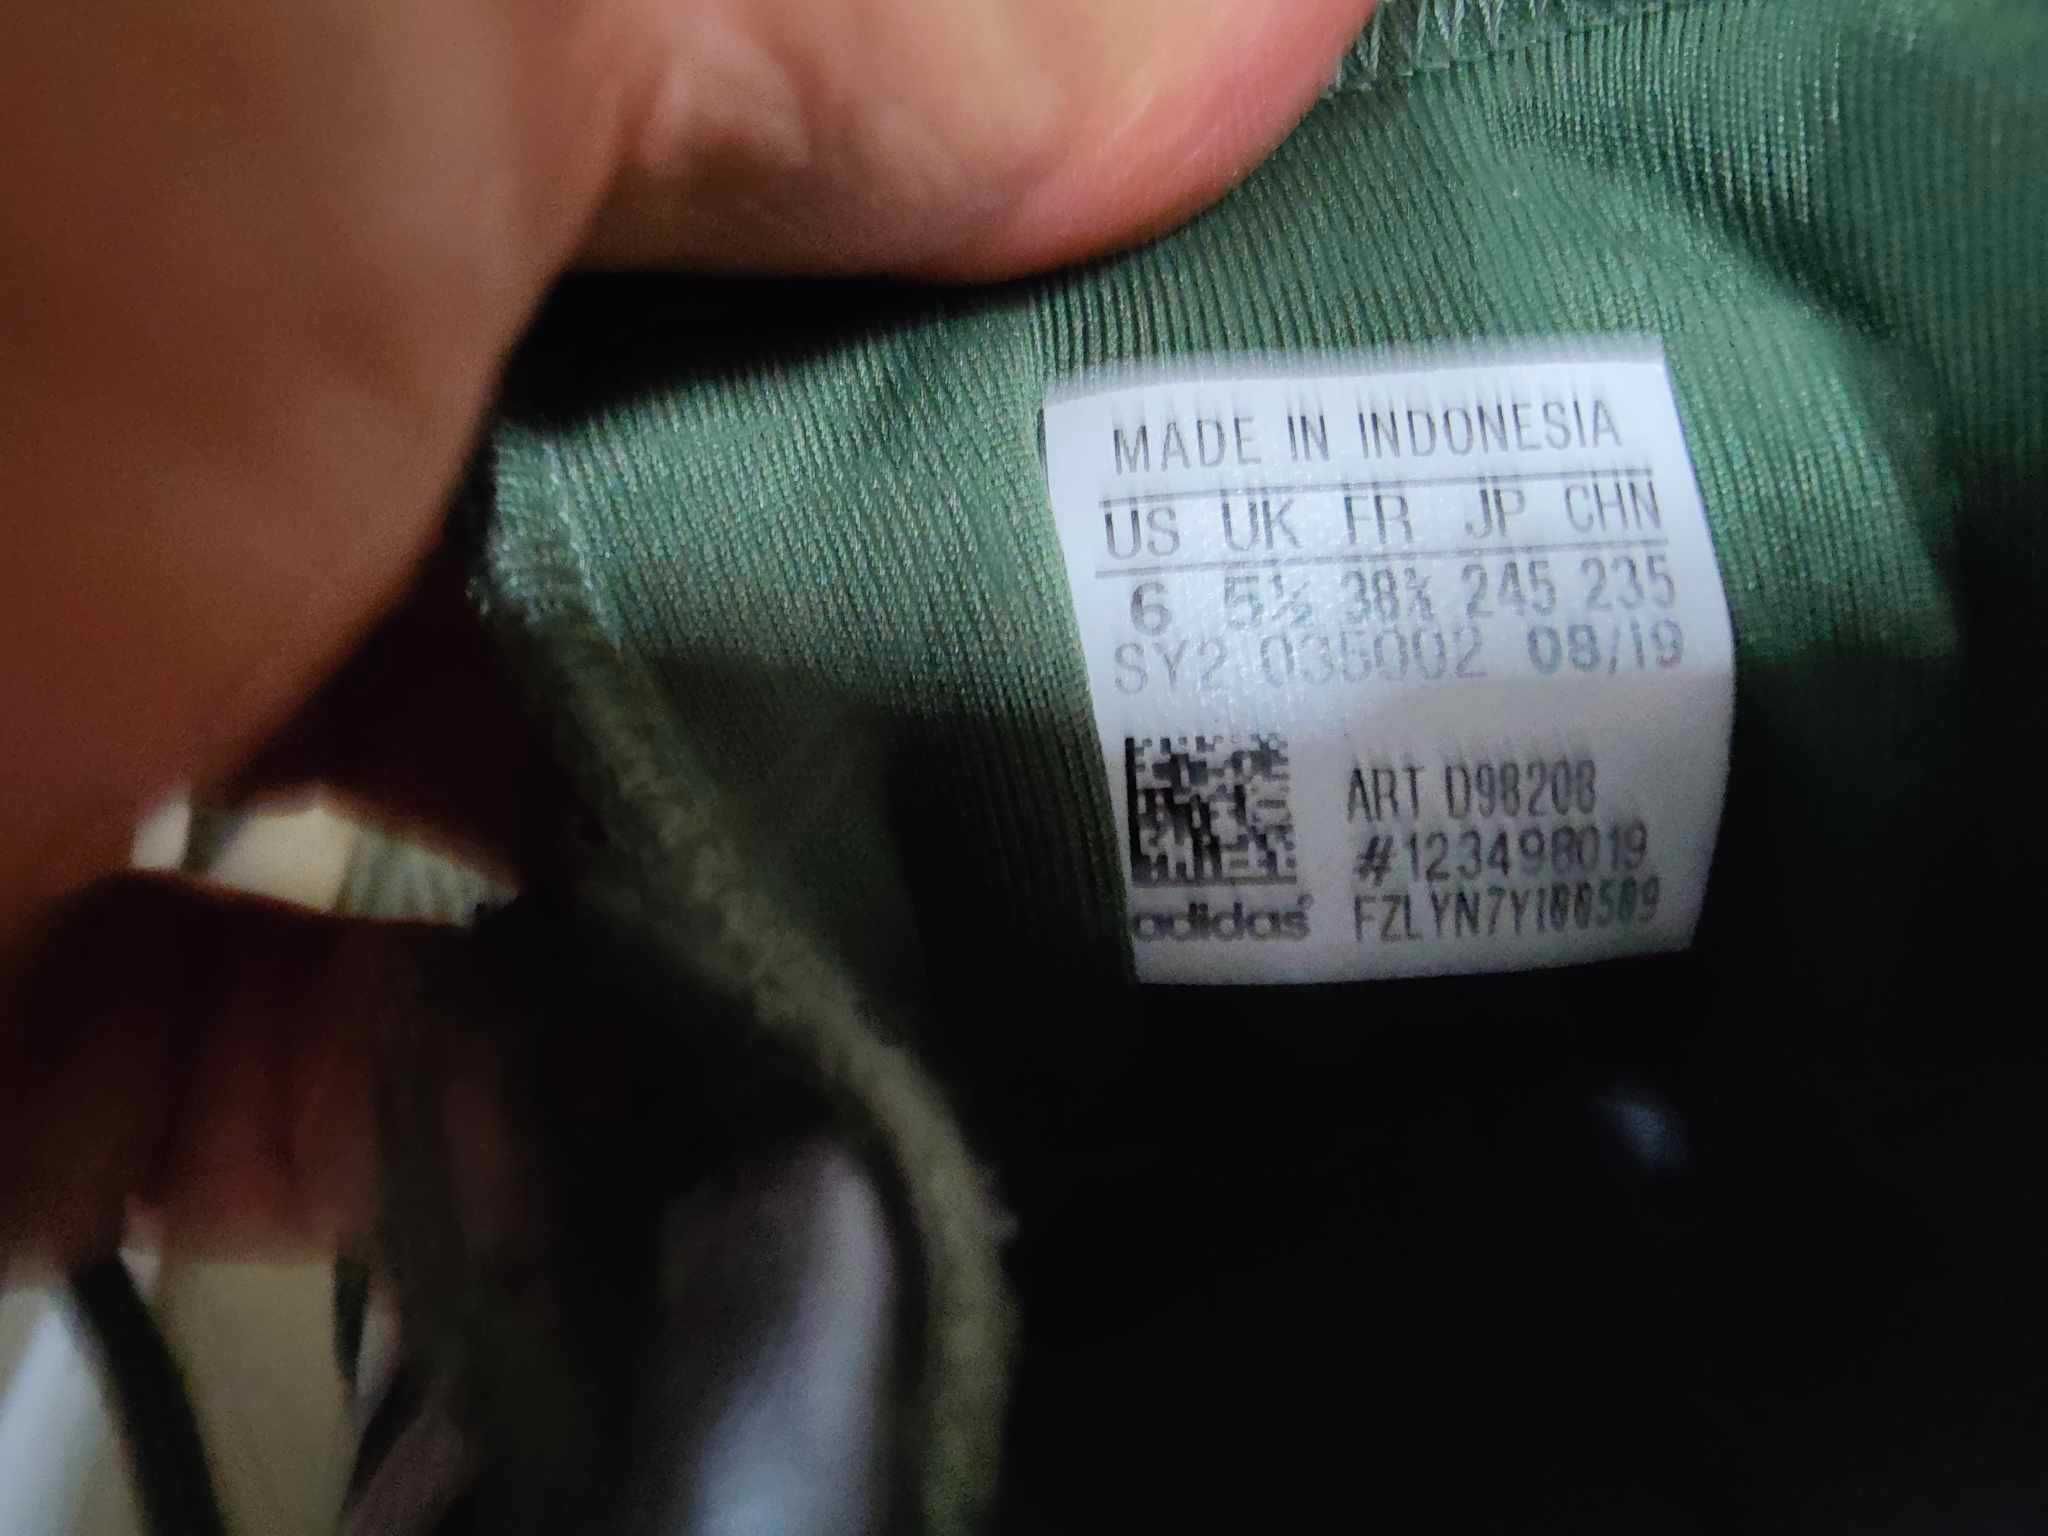 MADE IN INDONESIA
US UK FR JP CHN
6 5½ 38⅔ 245 235
SY2 035002 08/19
ART D98208
#123498019
adidas®